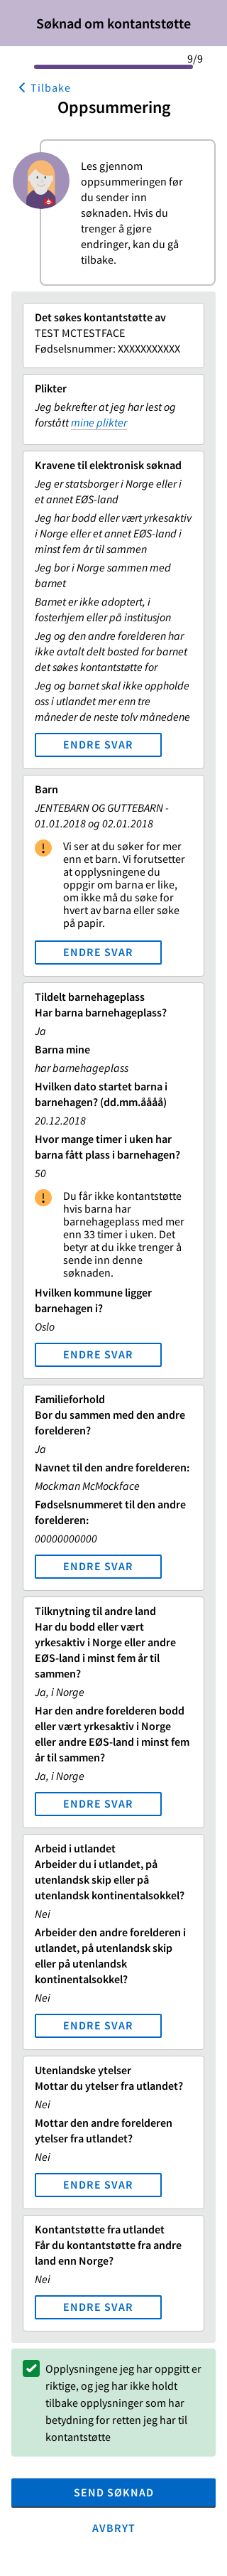 Søknad om kontantstøtte
9/9
Tilbake
Oppsummering
Les gjennom
oppsummeringen før
du sender inn
søknaden. Hvis du
trenger å gjøre
endringer, kan du gå
tilbake.
Det søkes kontantstøtte av
TEST MCTESTFACE
Fødselsnummer: XXXXXXXXXXX
Plikter
Jeg bekrefter at jeg har lest og
forstått mine plikter
Kravene til elektronisk søknad
Jeg er statsborger i Norge eller i
et annet EØS-land
Jeg har bodd eller vært yrkesaktiv
i Norge eller et annet EØS-land i
minst fem år til sammen
Jeg bor i Norge sammen med
barnet
Barnet er ikke adoptert, i
fosterhjem eller på institusjon
Jeg og den andre forelderen har
ikke avtalt delt bosted for barnet
det søkes kontantstøtte for
Jeg og barnet skal ikke oppholde
oss i utlandet mer enn tre
måneder de neste tolv månedene
ENDRE SVAR
Barn
JENTEBARN OG GUTTEBARN -
01.01.2018 og 02.01.2018
Vi ser at du søker for mer
enn et barn. Vi forutsetter
at opplysningene du
oppgir om barna er like,
om ikke må du søke for
hvert av barna eller søke
på papir.
ENDRE SVAR
Tildelt barnehageplass
Har barna barnehageplass?
Ja
Barna mine
har barnehageplass
Hvilken dato startet barna i
barnehagen? (dd.mm.åååå)
20.12.2018
Hvor mange timer i uken har
barna fått plass i barnehagen?
50
Du får ikke kontantstøtte
hvis barna har
barnehageplass med mer
enn 33 timer i uken. Det
betyr at du ikke trenger å
sende inn denne
søknaden.
Hvilken kommune ligger
barnehagen i?
Oslo
ENDRE SVAR
Familieforhold
Bor du sammen med den andre
forelderen?
Ja
Navnet til den andre forelderen:
Mockman McMockface
Fødselsnummeret til den andre
forelderen:
00000000000
ENDRE SVAR
Tilknytning til andre land
Har du bodd eller vært
yrkesaktiv i Norge eller andre
EØS-land i minst fem år til
sammen?
Ja, i Norge
Har den andre forelderen bodd
eller vært yrkesaktiv i Norge
eller andre EØS-land i minst fem
år til sammen?
Ja, i Norge
ENDRE SVAR
Arbeid i utlandet
Arbeider du i utlandet, på
utenlandsk skip eller på
utenlandsk kontinentalsokkel?
Nei
Arbeider den andre forelderen i
utlandet, på utenlandsk skip
eller på utenlandsk
kontinentalsokkel?
Nei
ENDRE SVAR
Utenlandske ytelser
Mottar du ytelser fra utlandet?
Nei
Mottar den andre forelderen
ytelser fra utlandet?
Nei
ENDRE SVAR
Kontantstøtte fra utlandet
Får du kontantstøtte fra andre
land enn Norge?
Nei
ENDRE SVAR
Opplysningene jeg har oppgitt er
riktige, og jeg har ikke holdt
tilbake opplysninger som har
betydning for retten jeg har til
kontantstøtte
SEND SØKNAD
AVBRYT